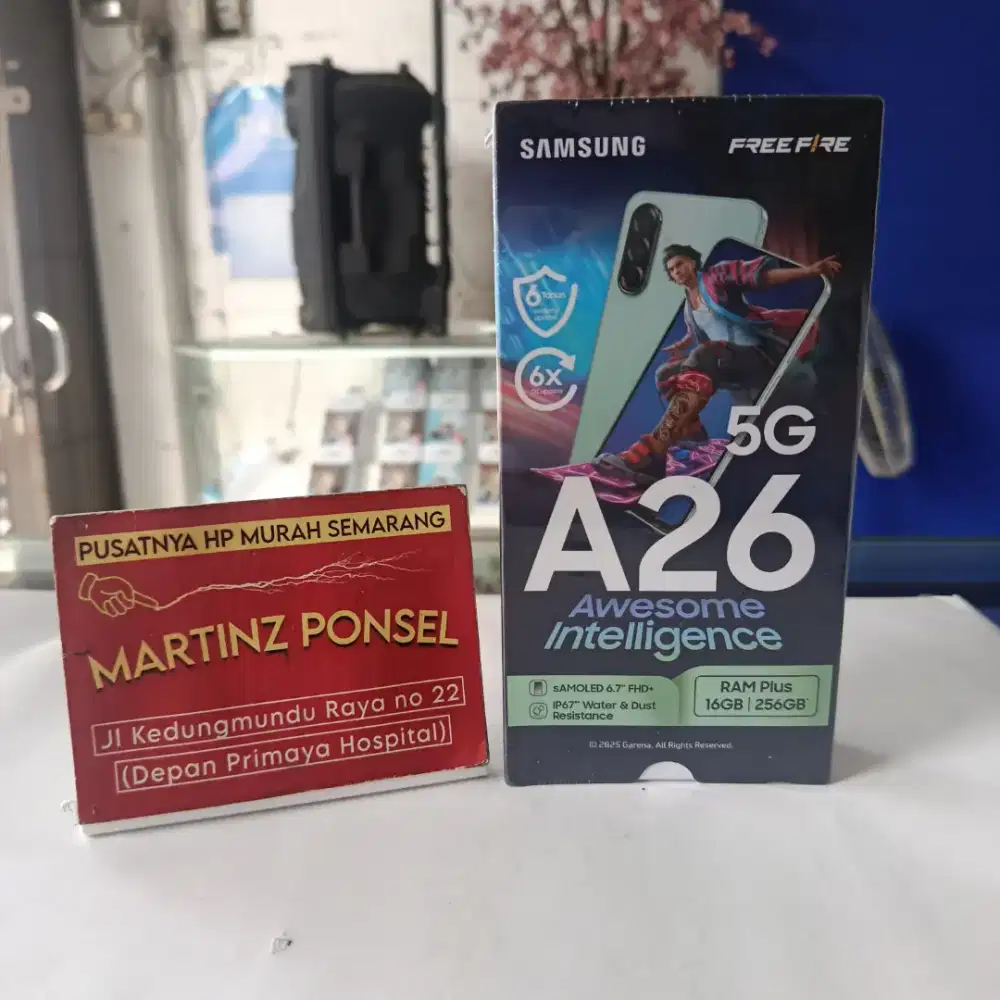 PUSATNYA HP MURAH SEMARANG
MARTINZ PONSEL
Jl Kedungmundu Raya no 22
(Depan Primaya Hospital)
SAMSUNG
FREE FIRE
6 Tahun
6X
5G
A26
Awesome
Intelligence
sAMOLED 6.7" FHD+
IP67** Water & Dust
Resistance
RAM Plus
16GB | 256GB*
© 2025 Garena. All Rights Reserved.